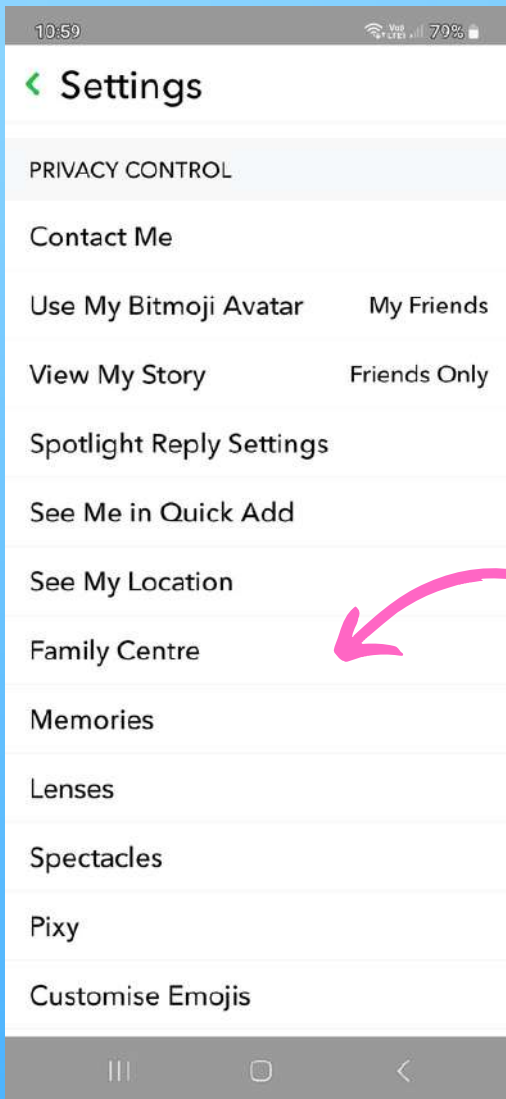 10:59 79%
Settings
PRIVACY CONTROL
Contact Me
Use My Bitmoji Avatar My Friends
View My Story Friends Only
Spotlight Reply Settings
See Me in Quick Add
See My Location
Family Centre
Memories
Lenses
Spectacles
Pixy
Customise Emojis